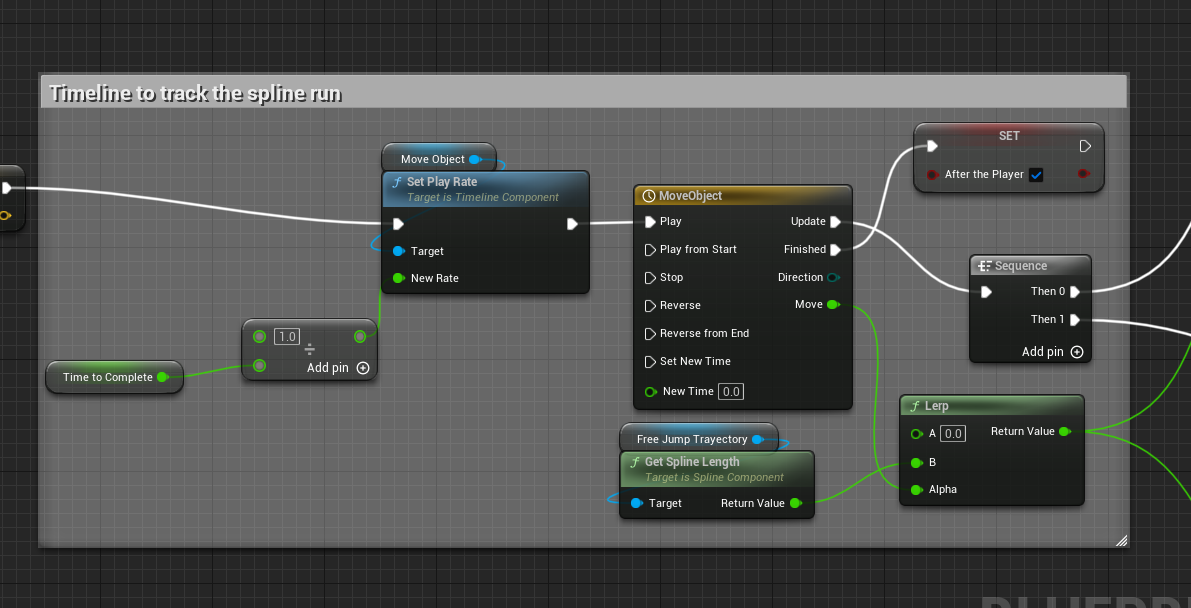 Timeline to track the spline run
SET
After the Player
Move Object
Set Play Rate
Target is Timeline Component
Target
New Rate
MoveObject
Play
Update
Play from Start
Finished
Stop
Direction
Reverse
Move
Reverse from End
Set New Time
New Time 0.0
Sequence
Then 0
Then 1
Add pin
1.0
÷
Add pin
Time to Complete
Free Jump Trayectory
Get Spline Length
Target is Spline Component
Target
Return Value
Lerp
A 0.0
Return Value
B
Alpha